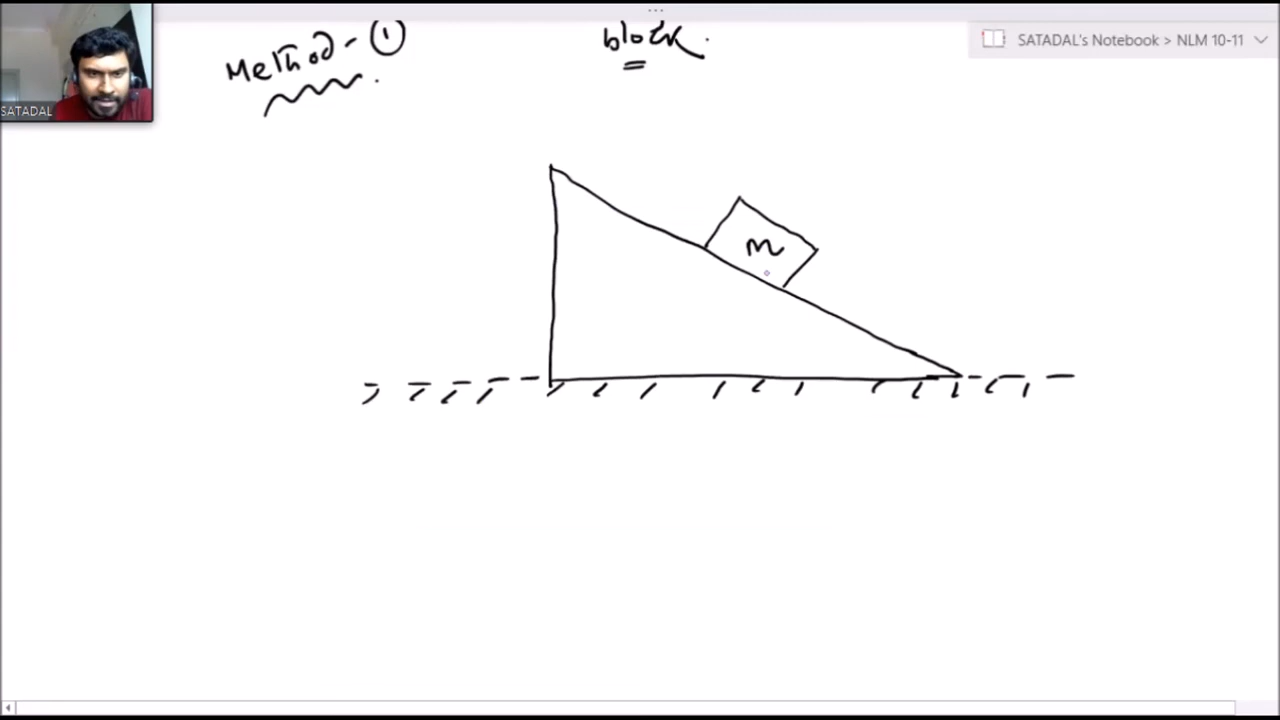 Method - ①
block.
SATADAL's Notebook > NLM 10-11
SATADAL
m